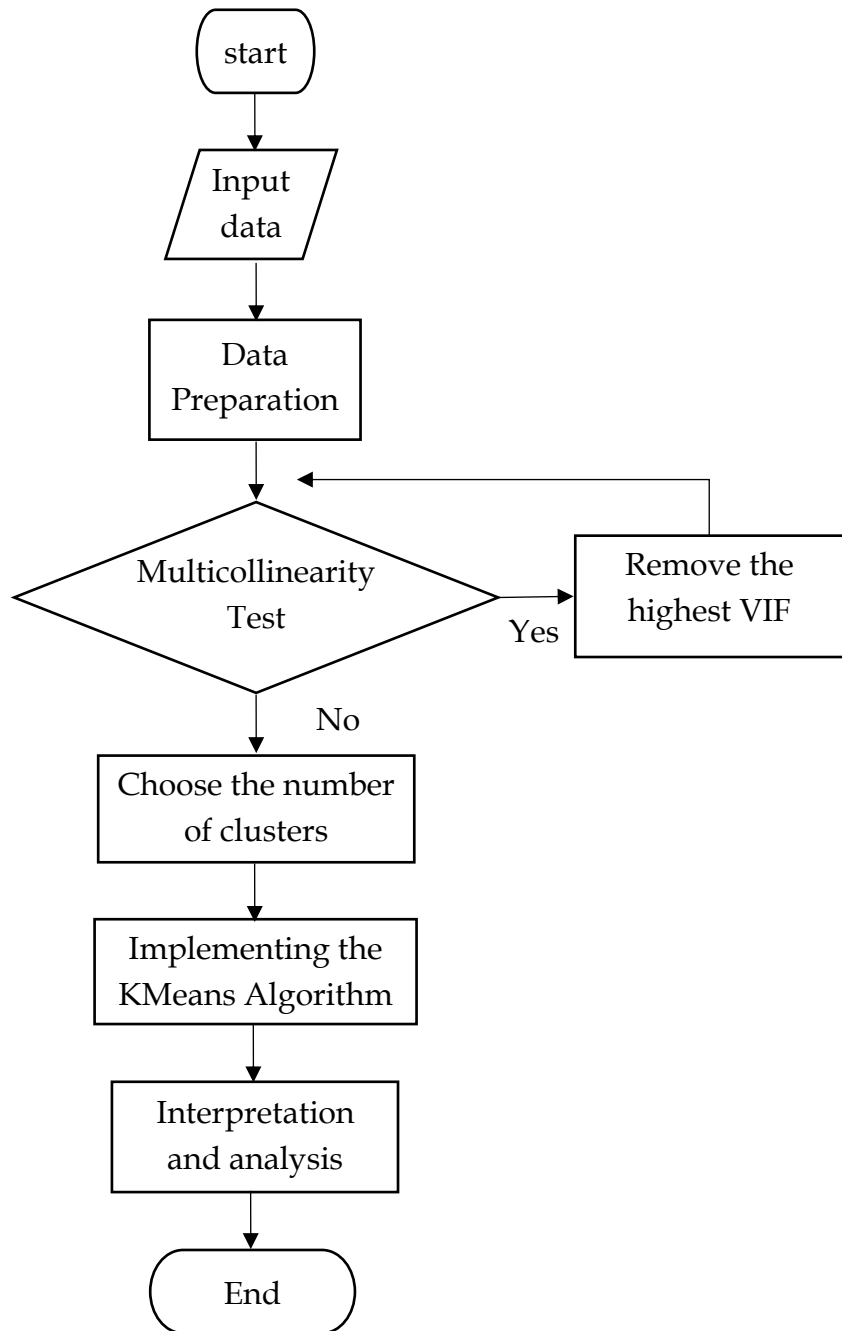 start
Input
data
Data
Preparation
Multicollinearity
Test
Yes
Remove the
highest VIF
No
Choose the number
of clusters
Implementing the
KMeans Algorithm
Interpretation
and analysis
End